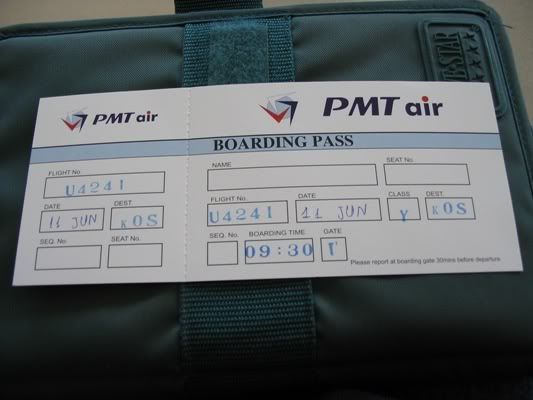 PMT air
FLIGHT No.
U4241
DATE
DEST.
11 JUN
KOS
SEQ. No.
SEAT No.
PMT air
BOARDING PASS
NAME
SEAT No.
FLIGHT No.
DATE
CLASS
DEST.
U4241
11 JUN
Y
KOS
SEQ. No.
BOARDING TIME
GATE
09:30
Please report at boarding gate 30mins before departure